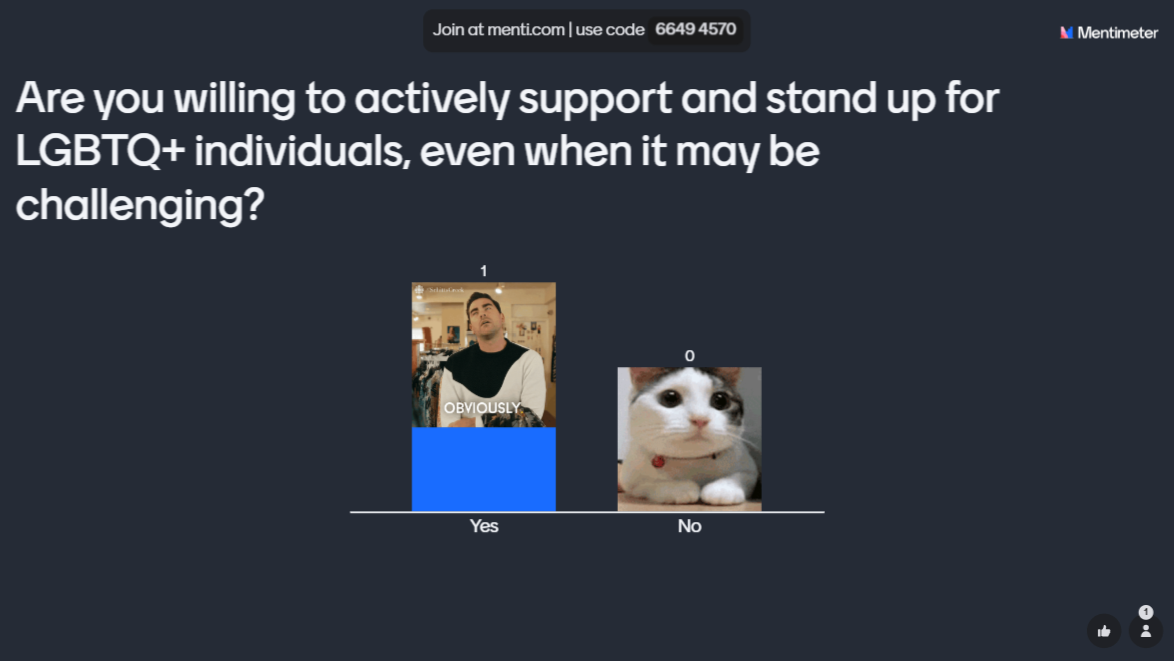 Join at menti.com | use code 6649 4570
Mentimeter
Are you willing to actively support and stand up for
LGBTQ+ individuals, even when it may be
challenging?
1
0
OBVIOUSLY
Yes
No
1